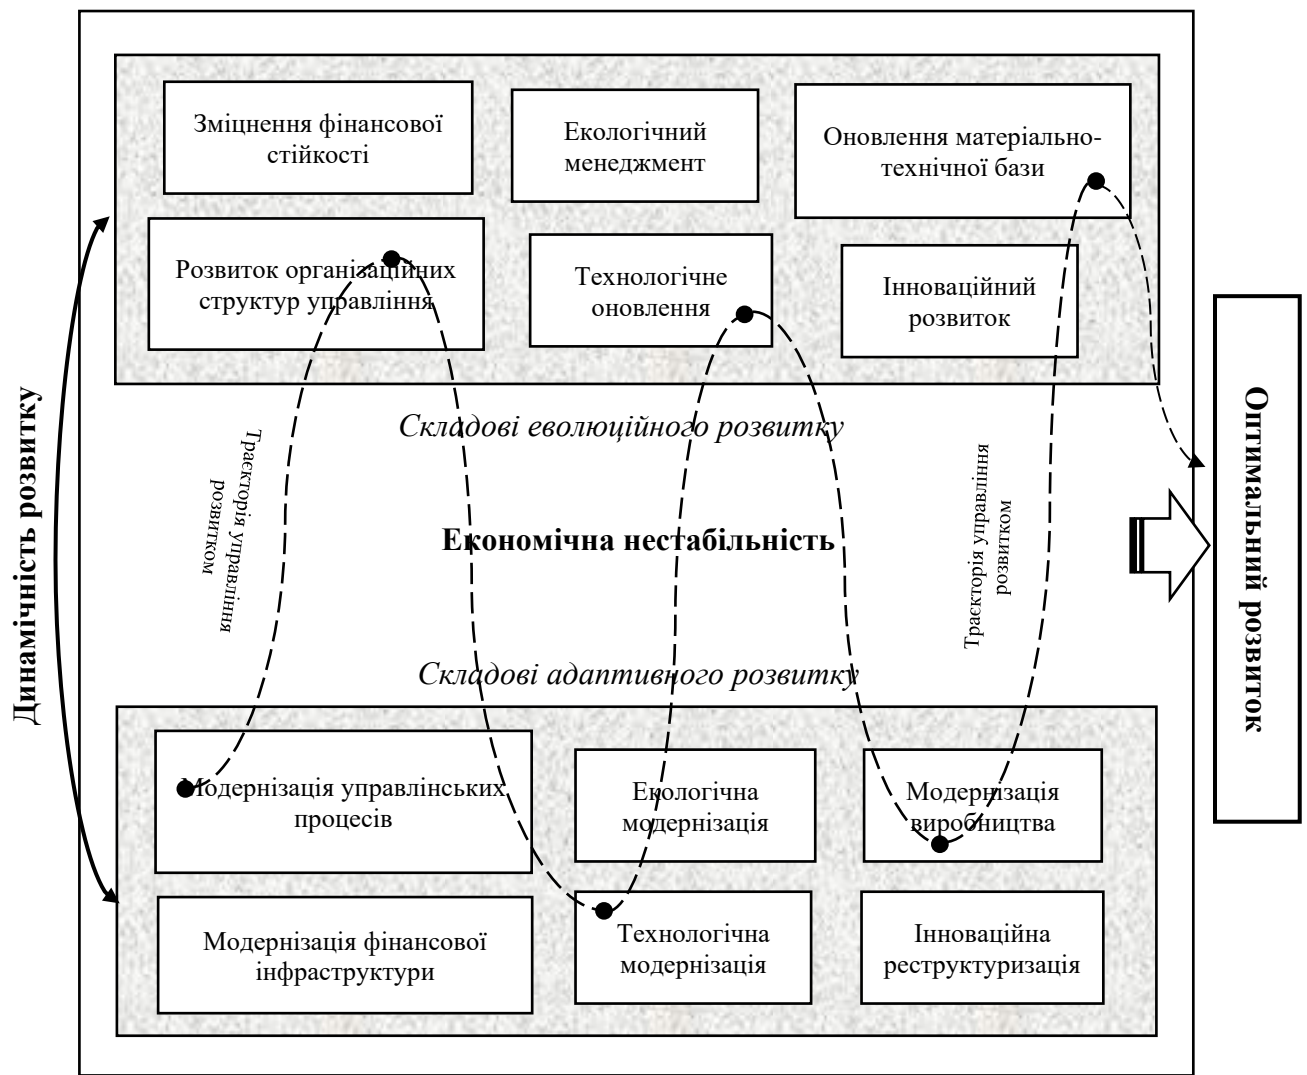 Зміцнення фінансової
стійкості
Екологічний
менеджмент
Оновлення матеріально-
технічної бази
Розвиток організаційних
структур управління
Технологічне
оновлення
Інноваційний
розвиток
Складові еволюційного розвитку
Динамічність розвитку
Траєкторія управління
розвитком
Економічна нестабільність
Траєкторія управління
розвитком
Оптимальний розвиток
Складові адаптивного розвитку
Модернізація управлінських
процесів
Екологічна
модернізація
Модернізація
виробництва
Модернізація фінансової
інфраструктури
Технологічна
модернізація
Інноваційна
реструктуризація